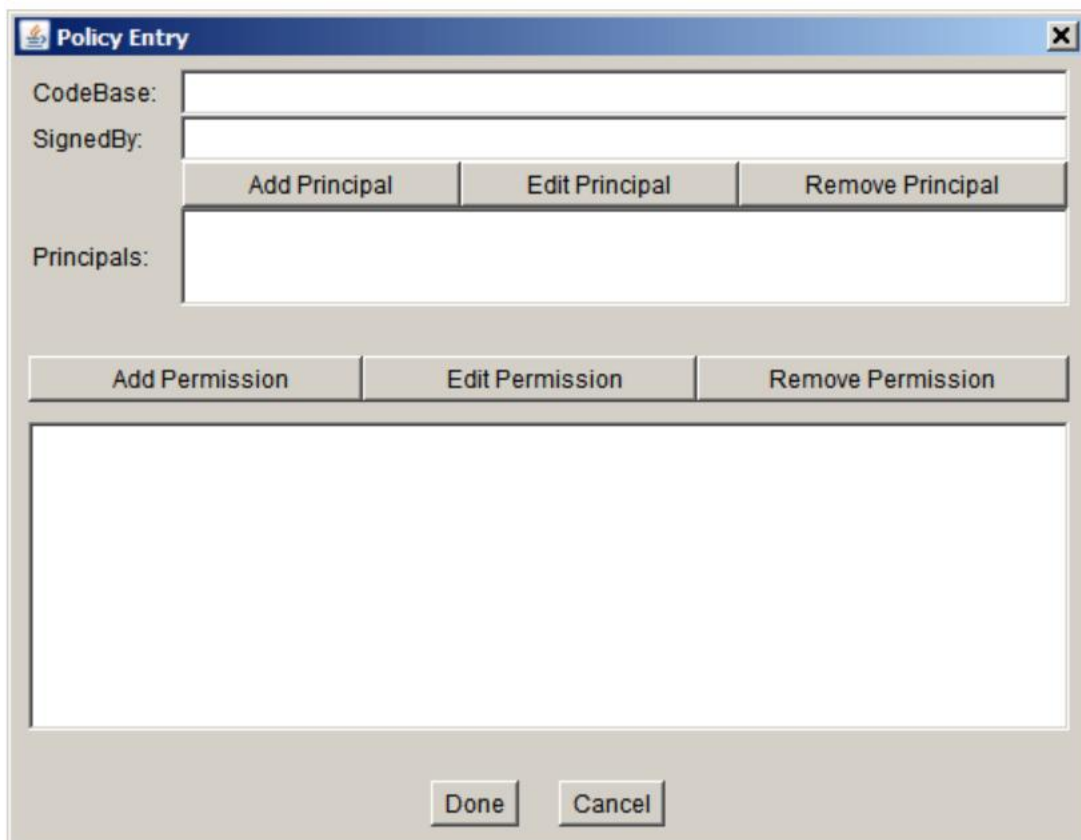 Policy Entry
CodeBase:
SignedBy:
Add Principal Edit Principal Remove Principal
Principals:
Add Permission Edit Permission Remove Permission
Done Cancel